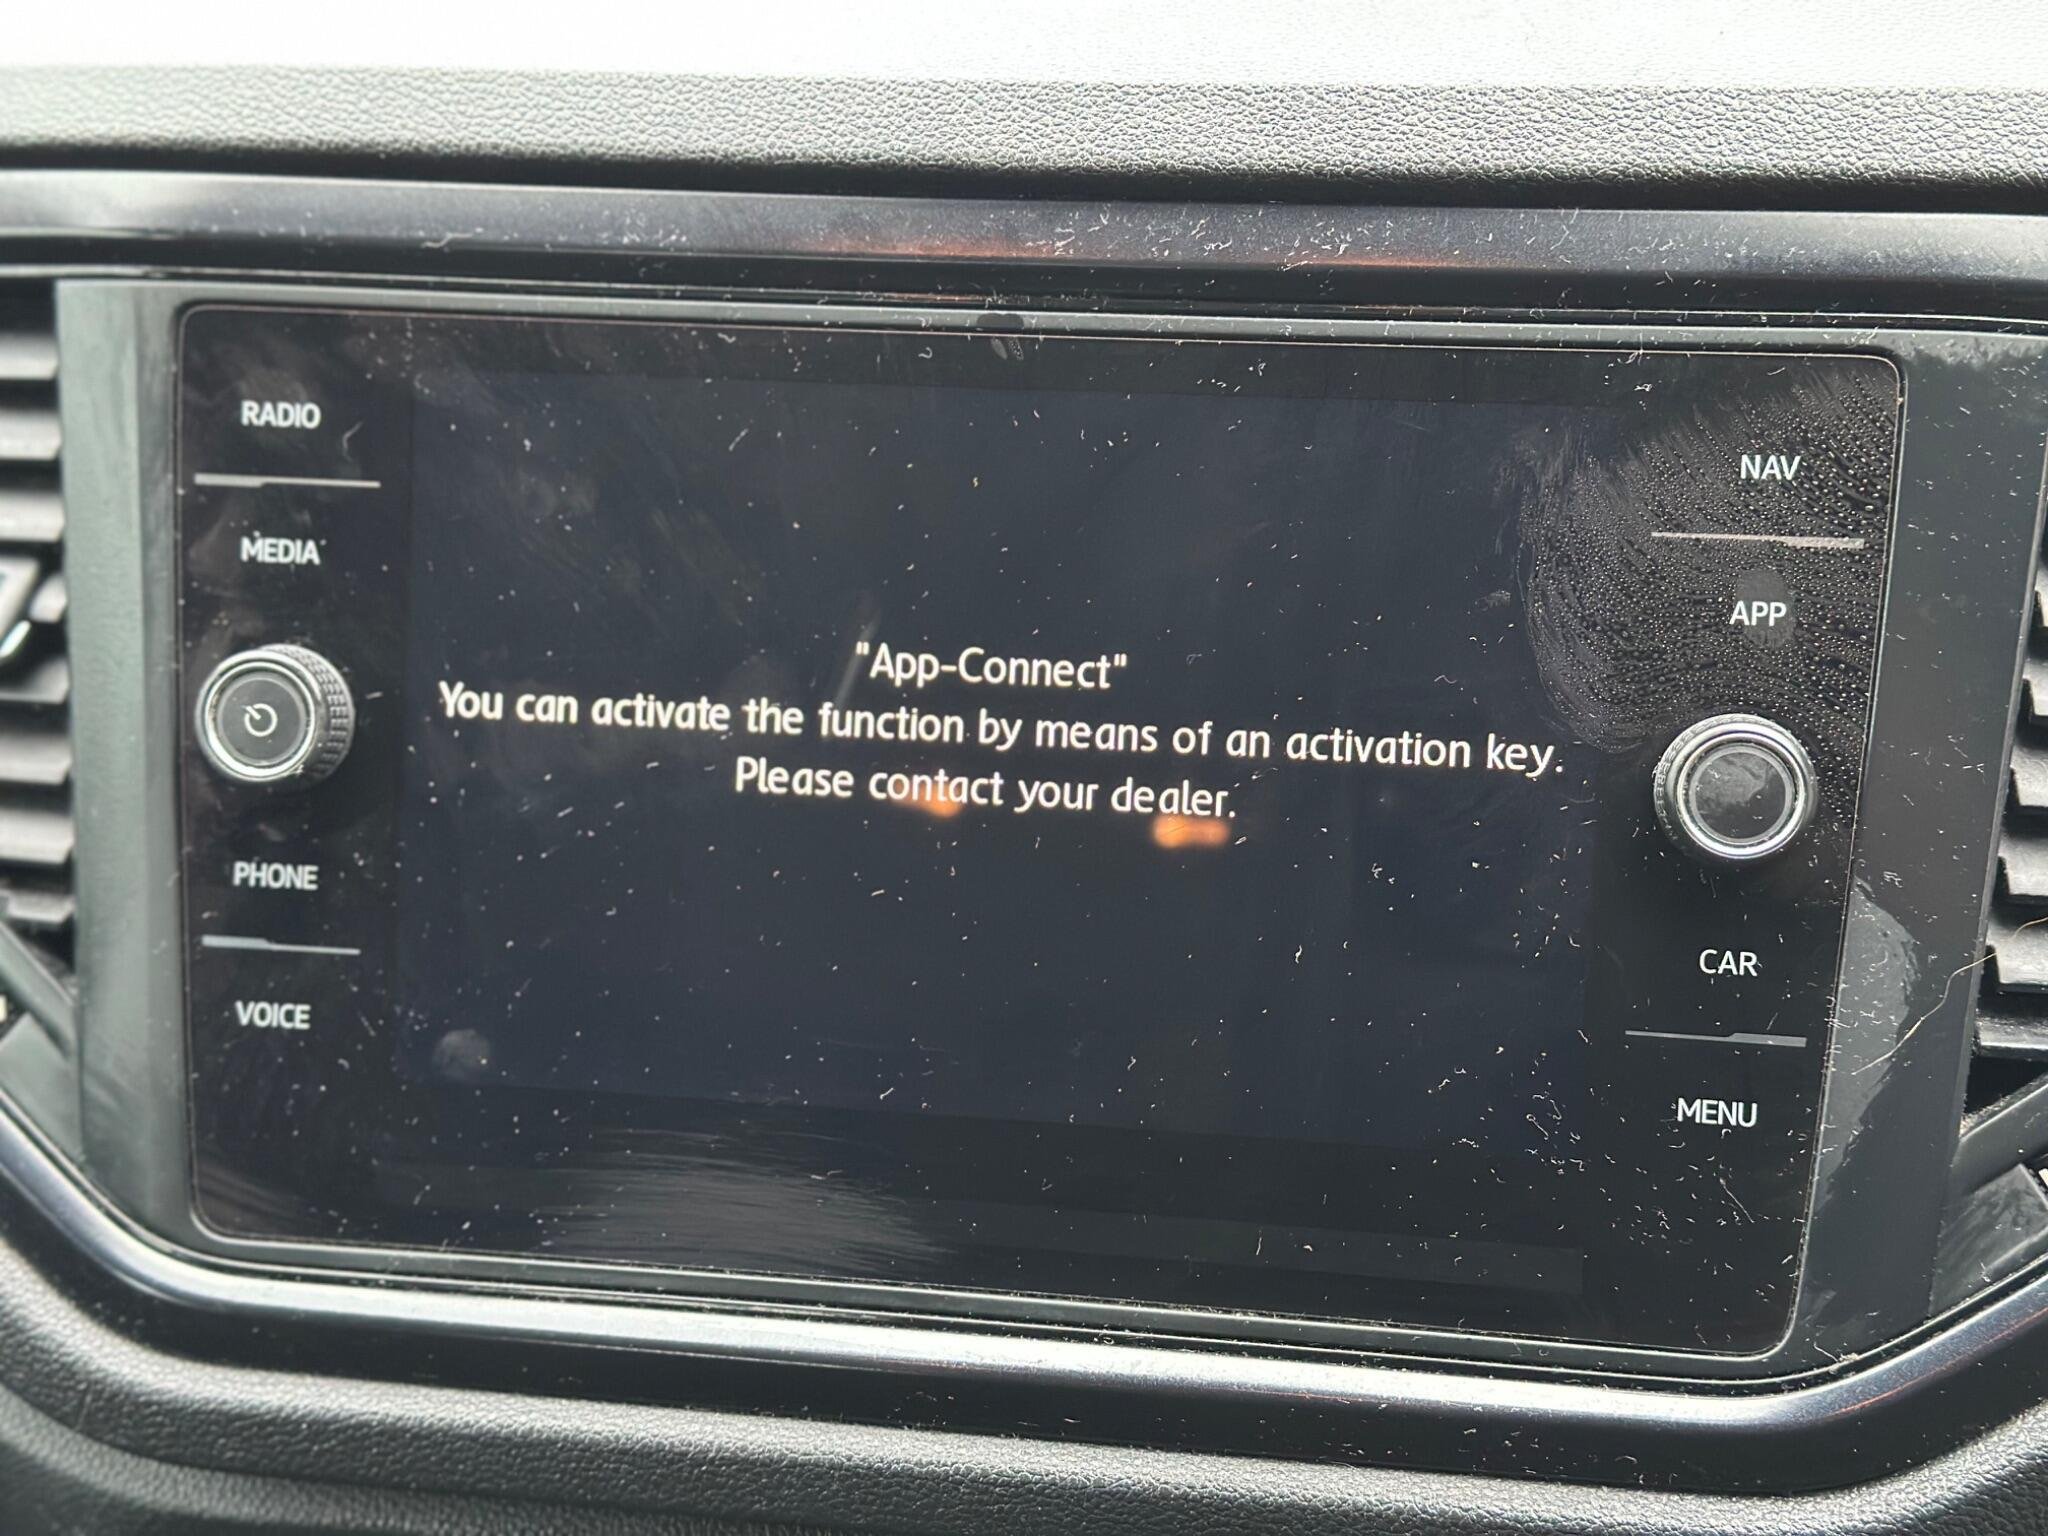 RADIO
MEDIA
PHONE
VOICE
"App-Connect"
You can activate the function by means of an activation key.
Please contact your dealer.
NAV
APP
CAR
MENU